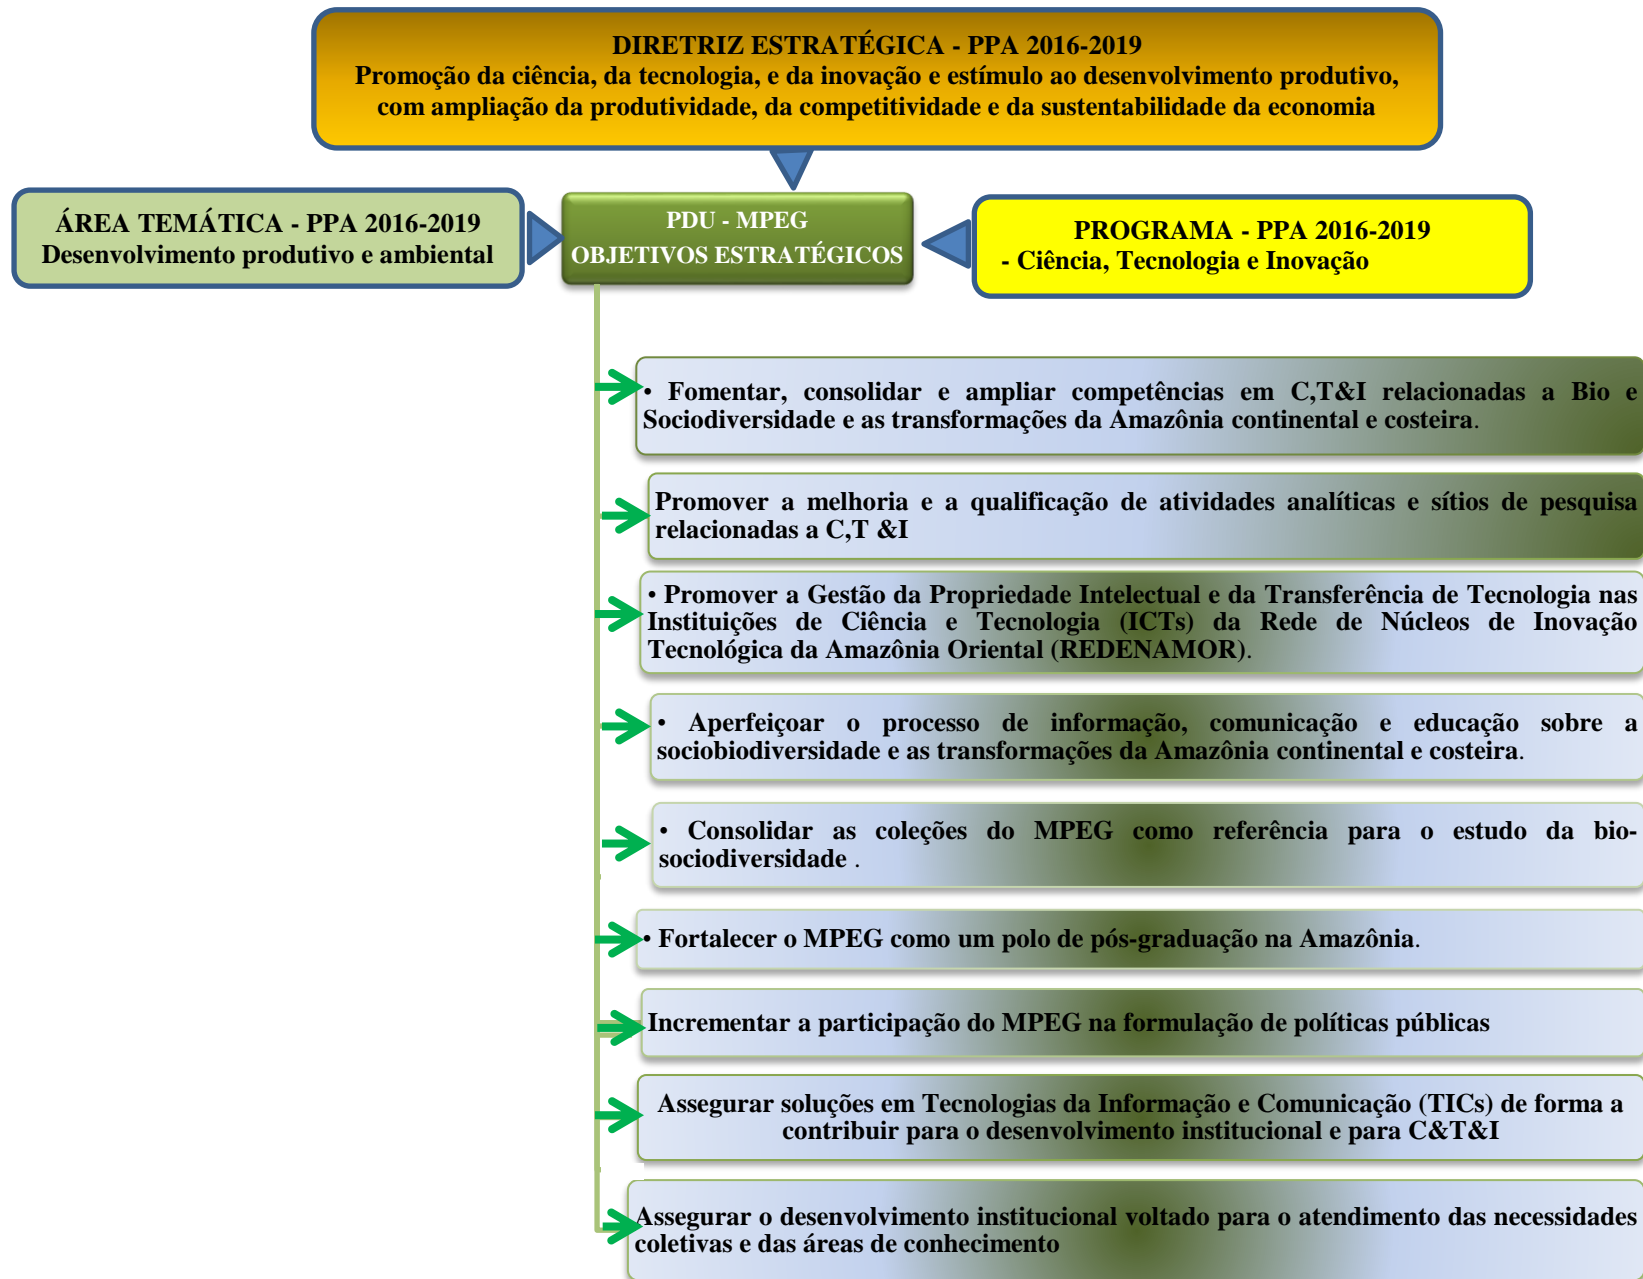 DIRETRIZ ESTRATÉGICA - PPA 2016-2019
Promoção da ciência, da tecnologia, e da inovação e estímulo ao desenvolvimento produtivo,
com ampliação da produtividade, da competitividade e da sustentabilidade da economia
ÁREA TEMÁTICA - PPA 2016-2019
Desenvolvimento produtivo e ambiental
PDU - MPEG
OBJETIVOS ESTRATÉGICOS
PROGRAMA - PPA 2016-2019
- Ciência, Tecnologia e Inovação
• Fomentar, consolidar e ampliar competências em C,T&I relacionadas a Bio e
Sociodiversidade e as transformações da Amazônia continental e costeira.
Promover a melhoria e a qualificação de atividades analíticas e sítios de pesquisa
relacionadas a C,T &I
• Promover a Gestão da Propriedade Intelectual e da Transferência de Tecnologia nas
Instituições de Ciência e Tecnologia (ICTs) da Rede de Núcleos de Inovação
Tecnológica da Amazônia Oriental (REDENAMOR).
• Aperfeiçoar o processo de informação, comunicação e educação sobre a
sociobiodiversidade e as transformações da Amazônia continental e costeira.
• Consolidar as coleções do MPEG como referência para o estudo da bio-
sociodiversidade .
• Fortalecer o MPEG como um polo de pós-graduação na Amazônia.
Incrementar a participação do MPEG na formulação de políticas públicas
Assegurar soluções em Tecnologias da Informação e Comunicação (TICs) de forma a
contribuir para o desenvolvimento institucional e para C&T&I
Assegurar o desenvolvimento institucional voltado para o atendimento das necessidades
coletivas e das áreas de conhecimento